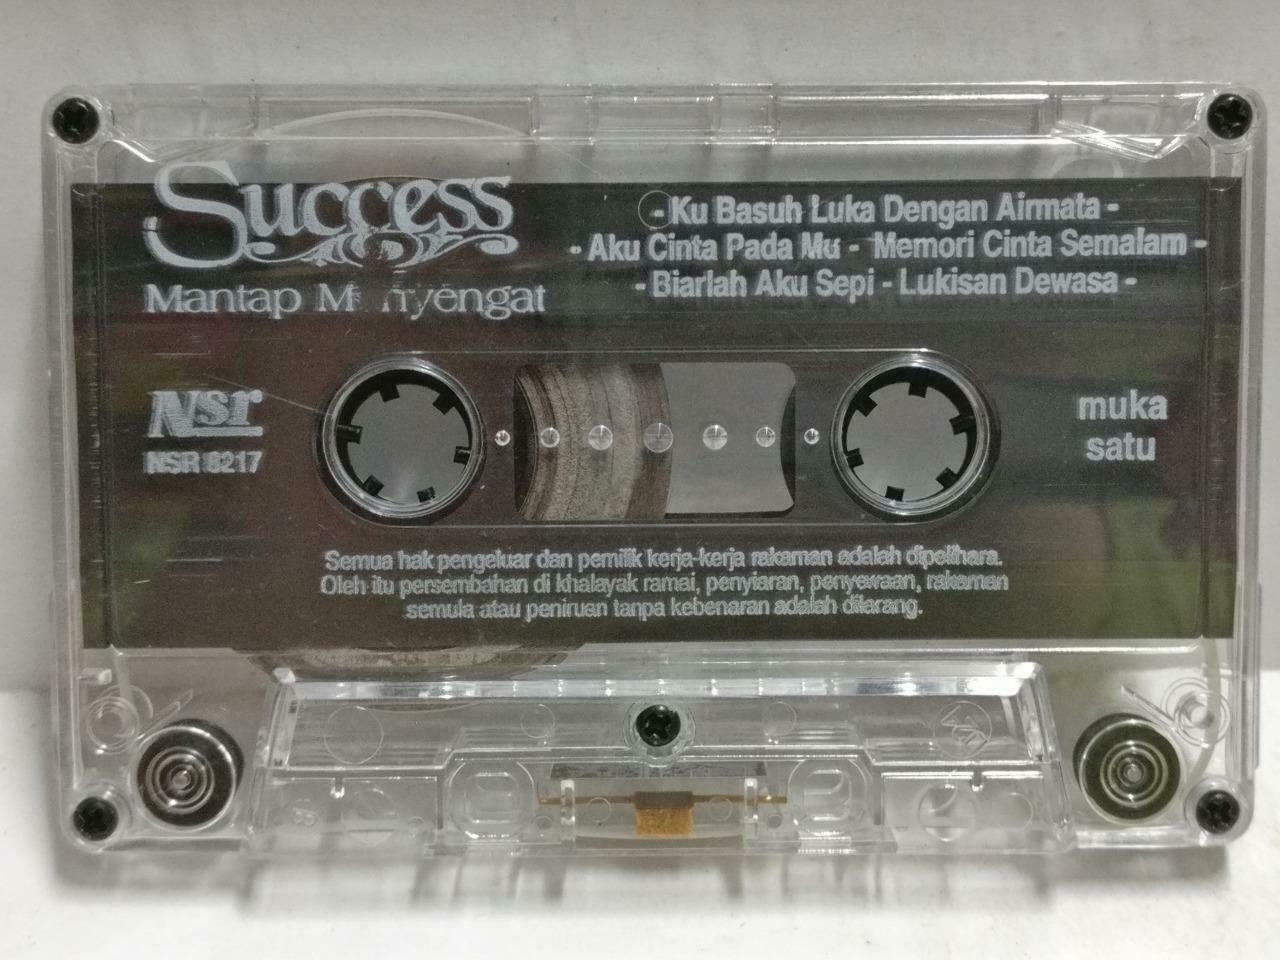 Success
Mantap M nyengat
- Ku Basuh Luka Dengan Airmata -
- Aku Cinta Pada Mu - Memori Cinta Semalam -
- Biarlah Aku Sepi - Lukisan Dewasa -
Nsr
NSR 8217
muka
satu
Semua hak pengeluar dan pemilik kerja-kerja rakaman adalah dipelihara.
Oleh itu persembahan di khalayak ramai, penyiaran, penyewaan, rakaman
semula atau peniruan tanpa kebenaran adalah dilarang.